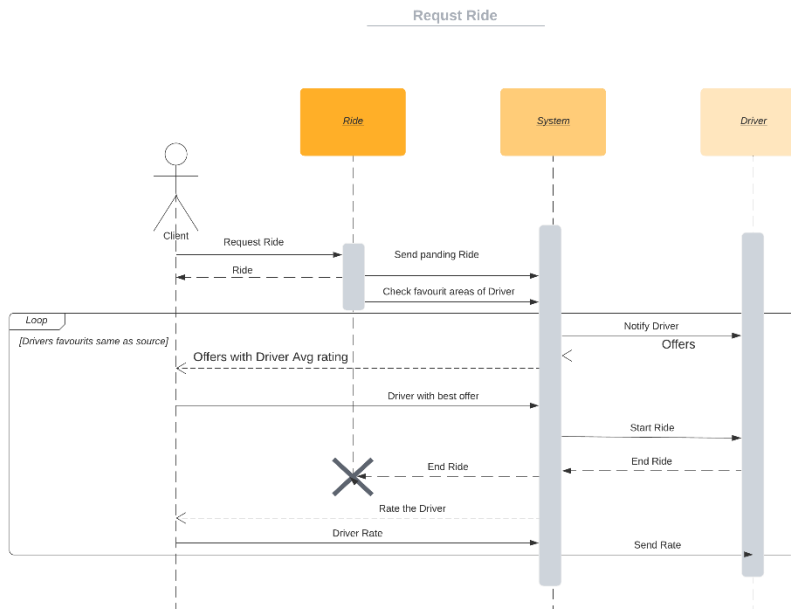 Requst Ride
Ride
System
Driver
Client
Request Ride
Send panding Ride
Ride
Check favourit areas of Driver
Loop
[Drivers favourits same as source]
Notify Driver
Offers
Offers with Driver Avg rating
Driver with best offer
Start Ride
End Ride
End Ride
Rate the Driver
Driver Rate
Send Rate